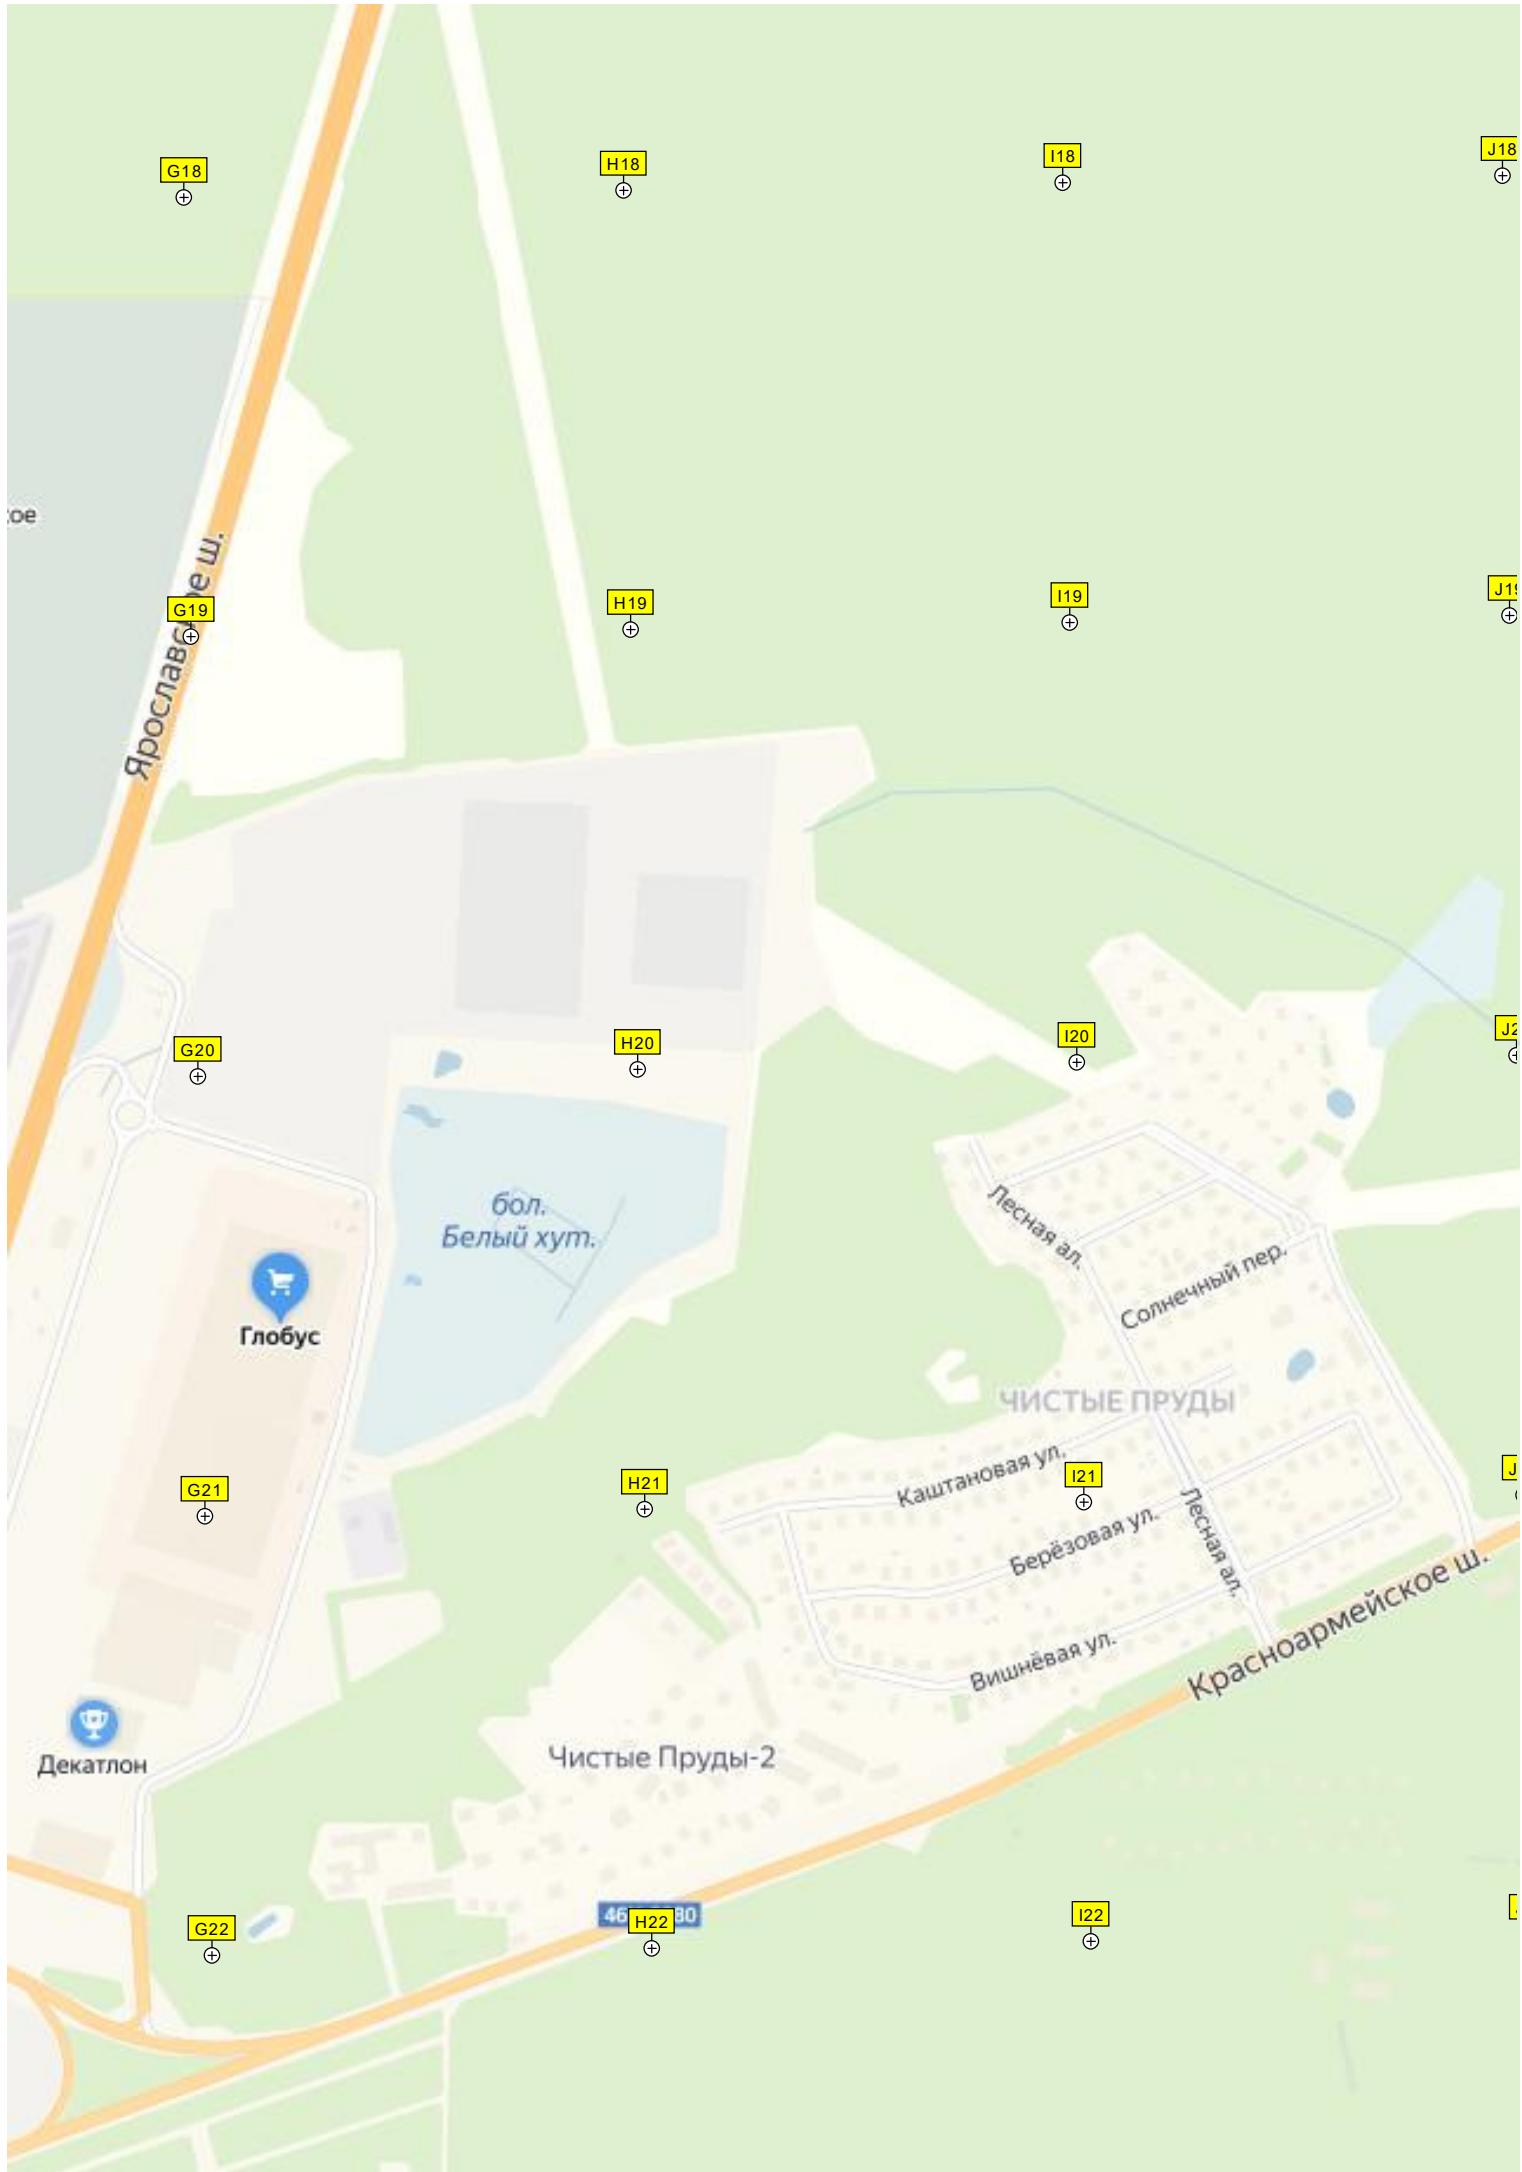 G18
H18
I18
J18
ое
Ярославское ш.
G19
H19
I19
J19
G20
H20
I20
бол.
Белый хут.
Лесная ал.
Солнечный пер.
Глобус
ЧИСТЫЕ ПРУДЫ
Каштановая ул.
G21
H21
I21
J
Берёзовая ул.
Лесная ал.
Вишнёвая ул.
Красноармейское ш.
Декатлон
Чистые Пруды-2
G22
H22
I22